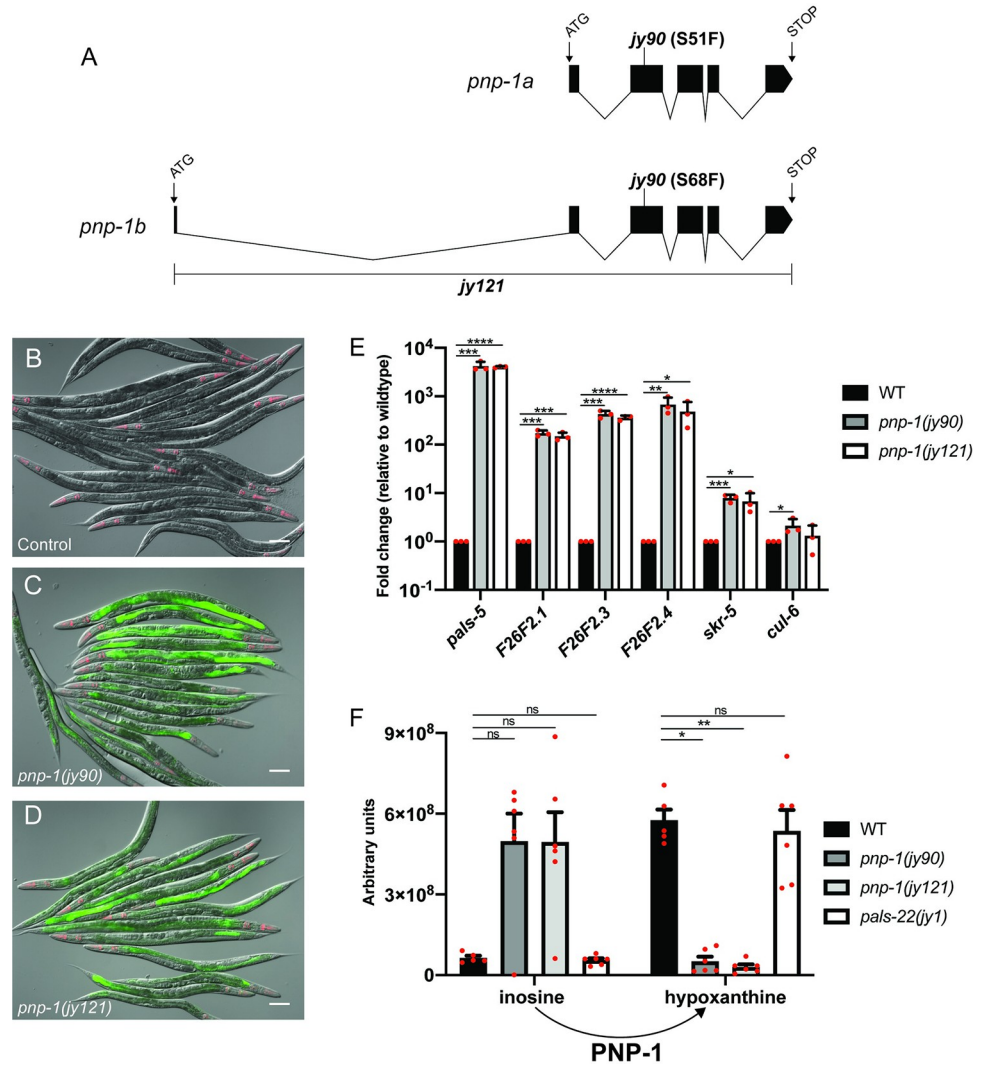 A
ATG
jy90 (S51F)
STOP
pnp-1a
ATG
jy90 (S68F)
STOP
pnp-1b
jy121
B
Control
C
pnp-1(jy90)
D
pnp-1(jy121)
E
Fold change (relative to wildtype)
10⁴
10³
10²
10¹
10⁰
10⁻¹
**** 
***
***
***
****
***
*
**
*
***
*
pals-5
F26F2.1
F26F2.3
F26F2.4
skr-5
cul-6
WT
pnp-1(jy90)
pnp-1(jy121)
F
Arbitrary units
9×10⁸
6×10⁸
3×10⁸
0
ns
ns
ns
ns
**
*
inosine
hypoxanthine
PNP-1
WT
pnp-1(jy90)
pnp-1(jy121)
pals-22(jy1)